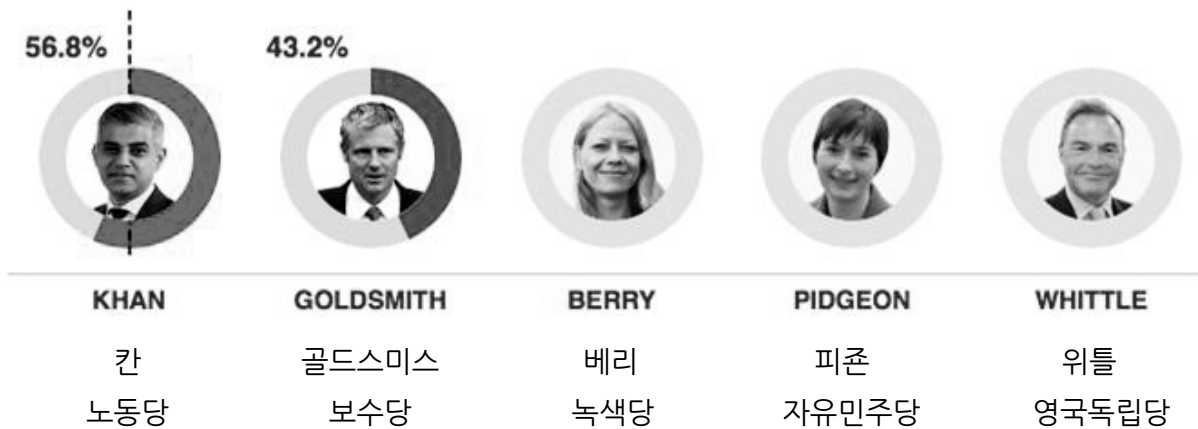 56.8% 43.2%
KHAN GOLDSMITH BERRY PIDGEON WHITTLE
칸 골드스미스 베리 피죤 위틀
노동당 보수당 녹색당 자유민주당 영국독립당